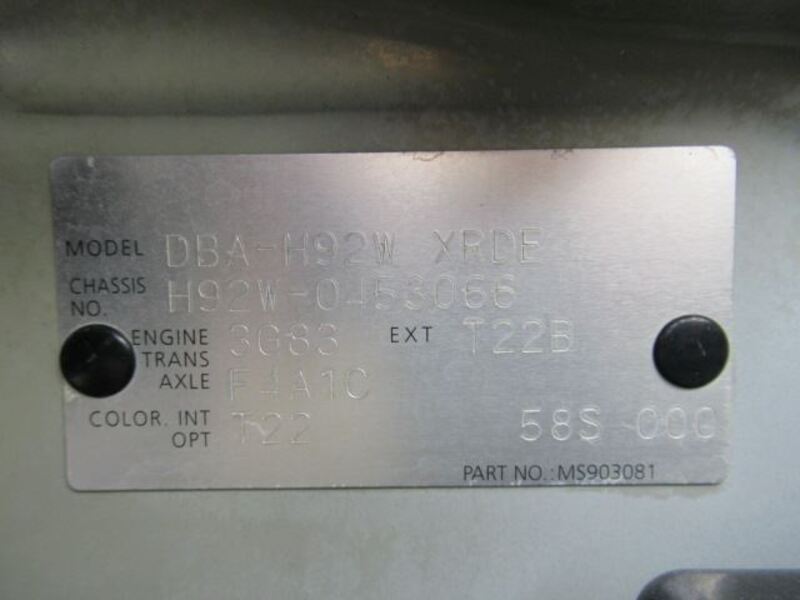 MODEL DBA-H92W XRDE
CHASSIS NO. H92W-0453066
ENGINE 3G83 EXT T22B
TRANS AXLE F4A1C
COLOR. INT OPT T22 58S 00G
PART NO.: MS903081